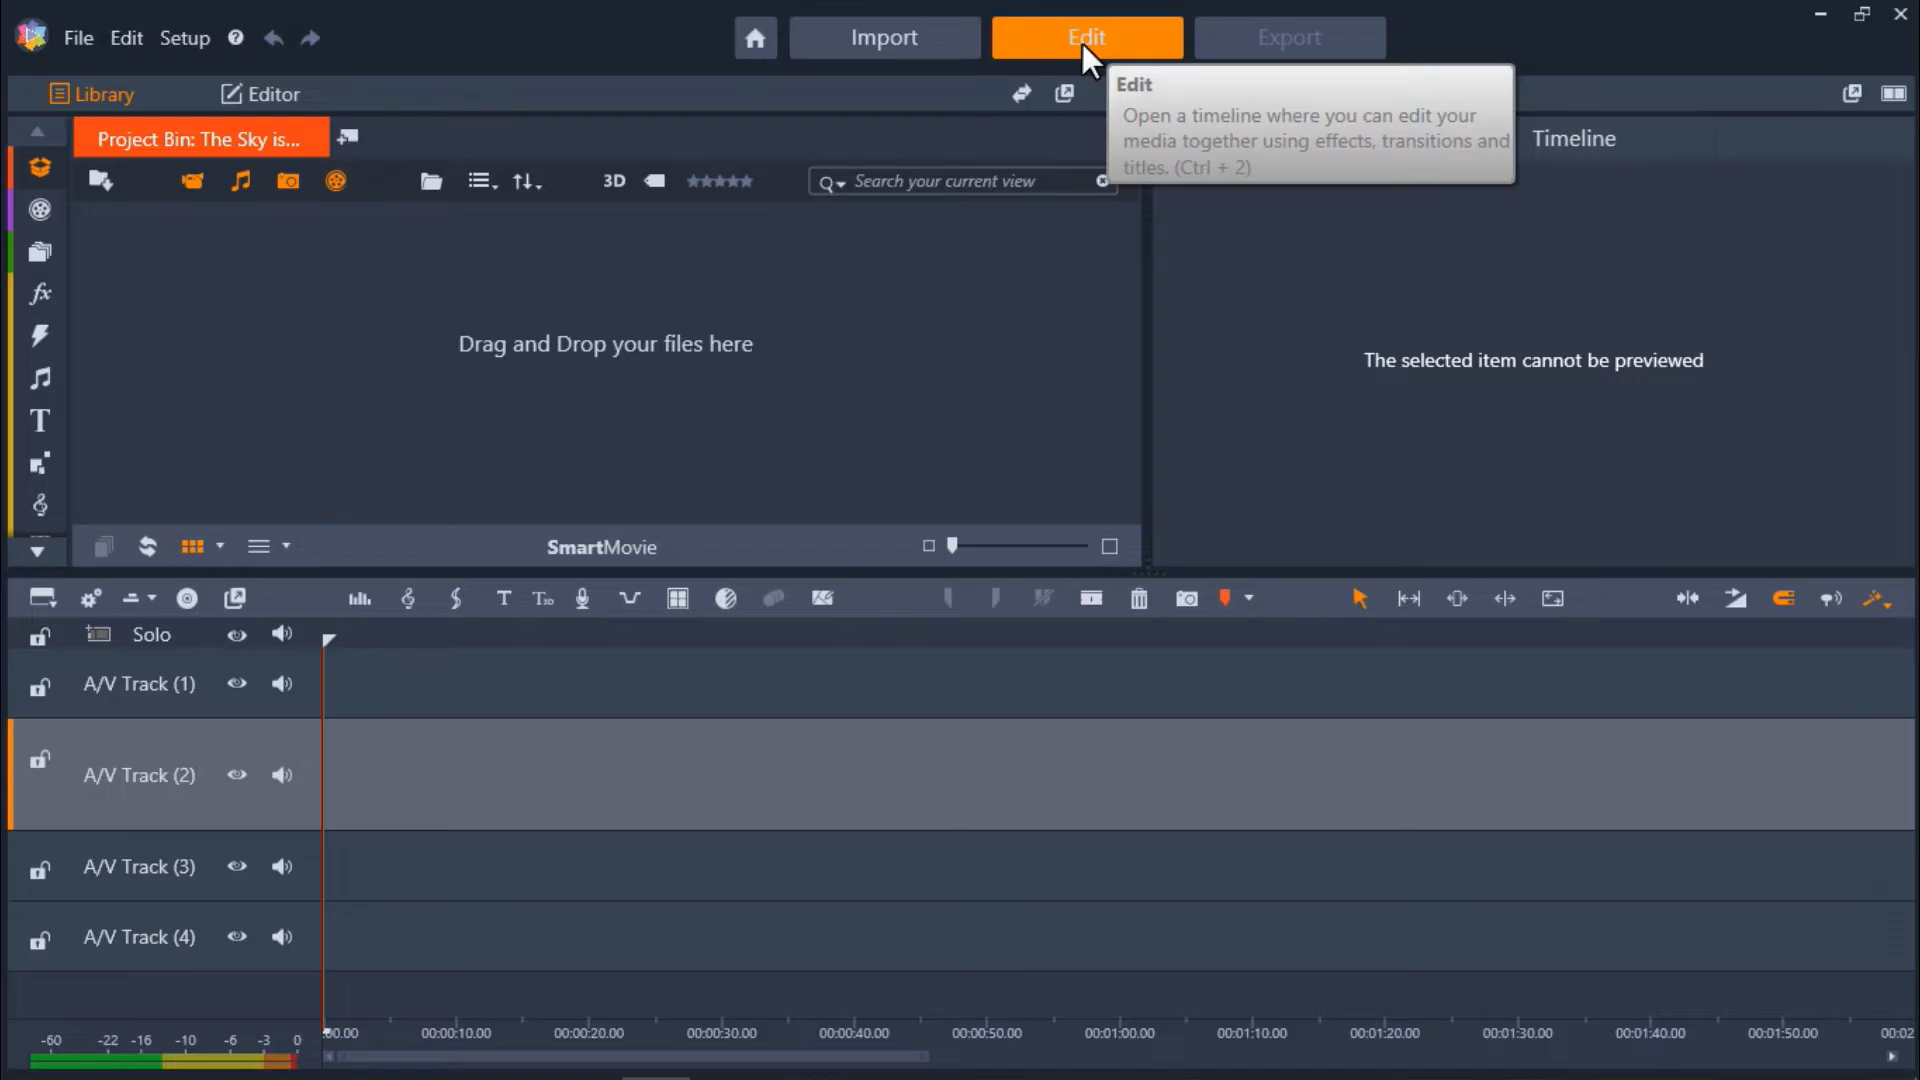 File Edit Setup
Import
Edit
Export
Library
Editor
Edit
Open a timeline where you can edit your
media together using effects, transitions and
titles. (Ctrl + 2)
Project Bin: The Sky is...
Timeline
3D
Search your current view
Drag and Drop your files here
The selected item cannot be previewed
SmartMovie
Solo
A/V Track (1)
A/V Track (2)
A/V Track (3)
A/V Track (4)
-60 -22 -16 -10 -6 -3 0
:00.00 00:00:10.00 00:00:20.00 00:00:30.00 00:00:40.00 00:00:50.00 00:01:00.00 00:01:10.00 00:01:20.00 00:01:30.00 00:01:40.00 00:01:50.00 00:02